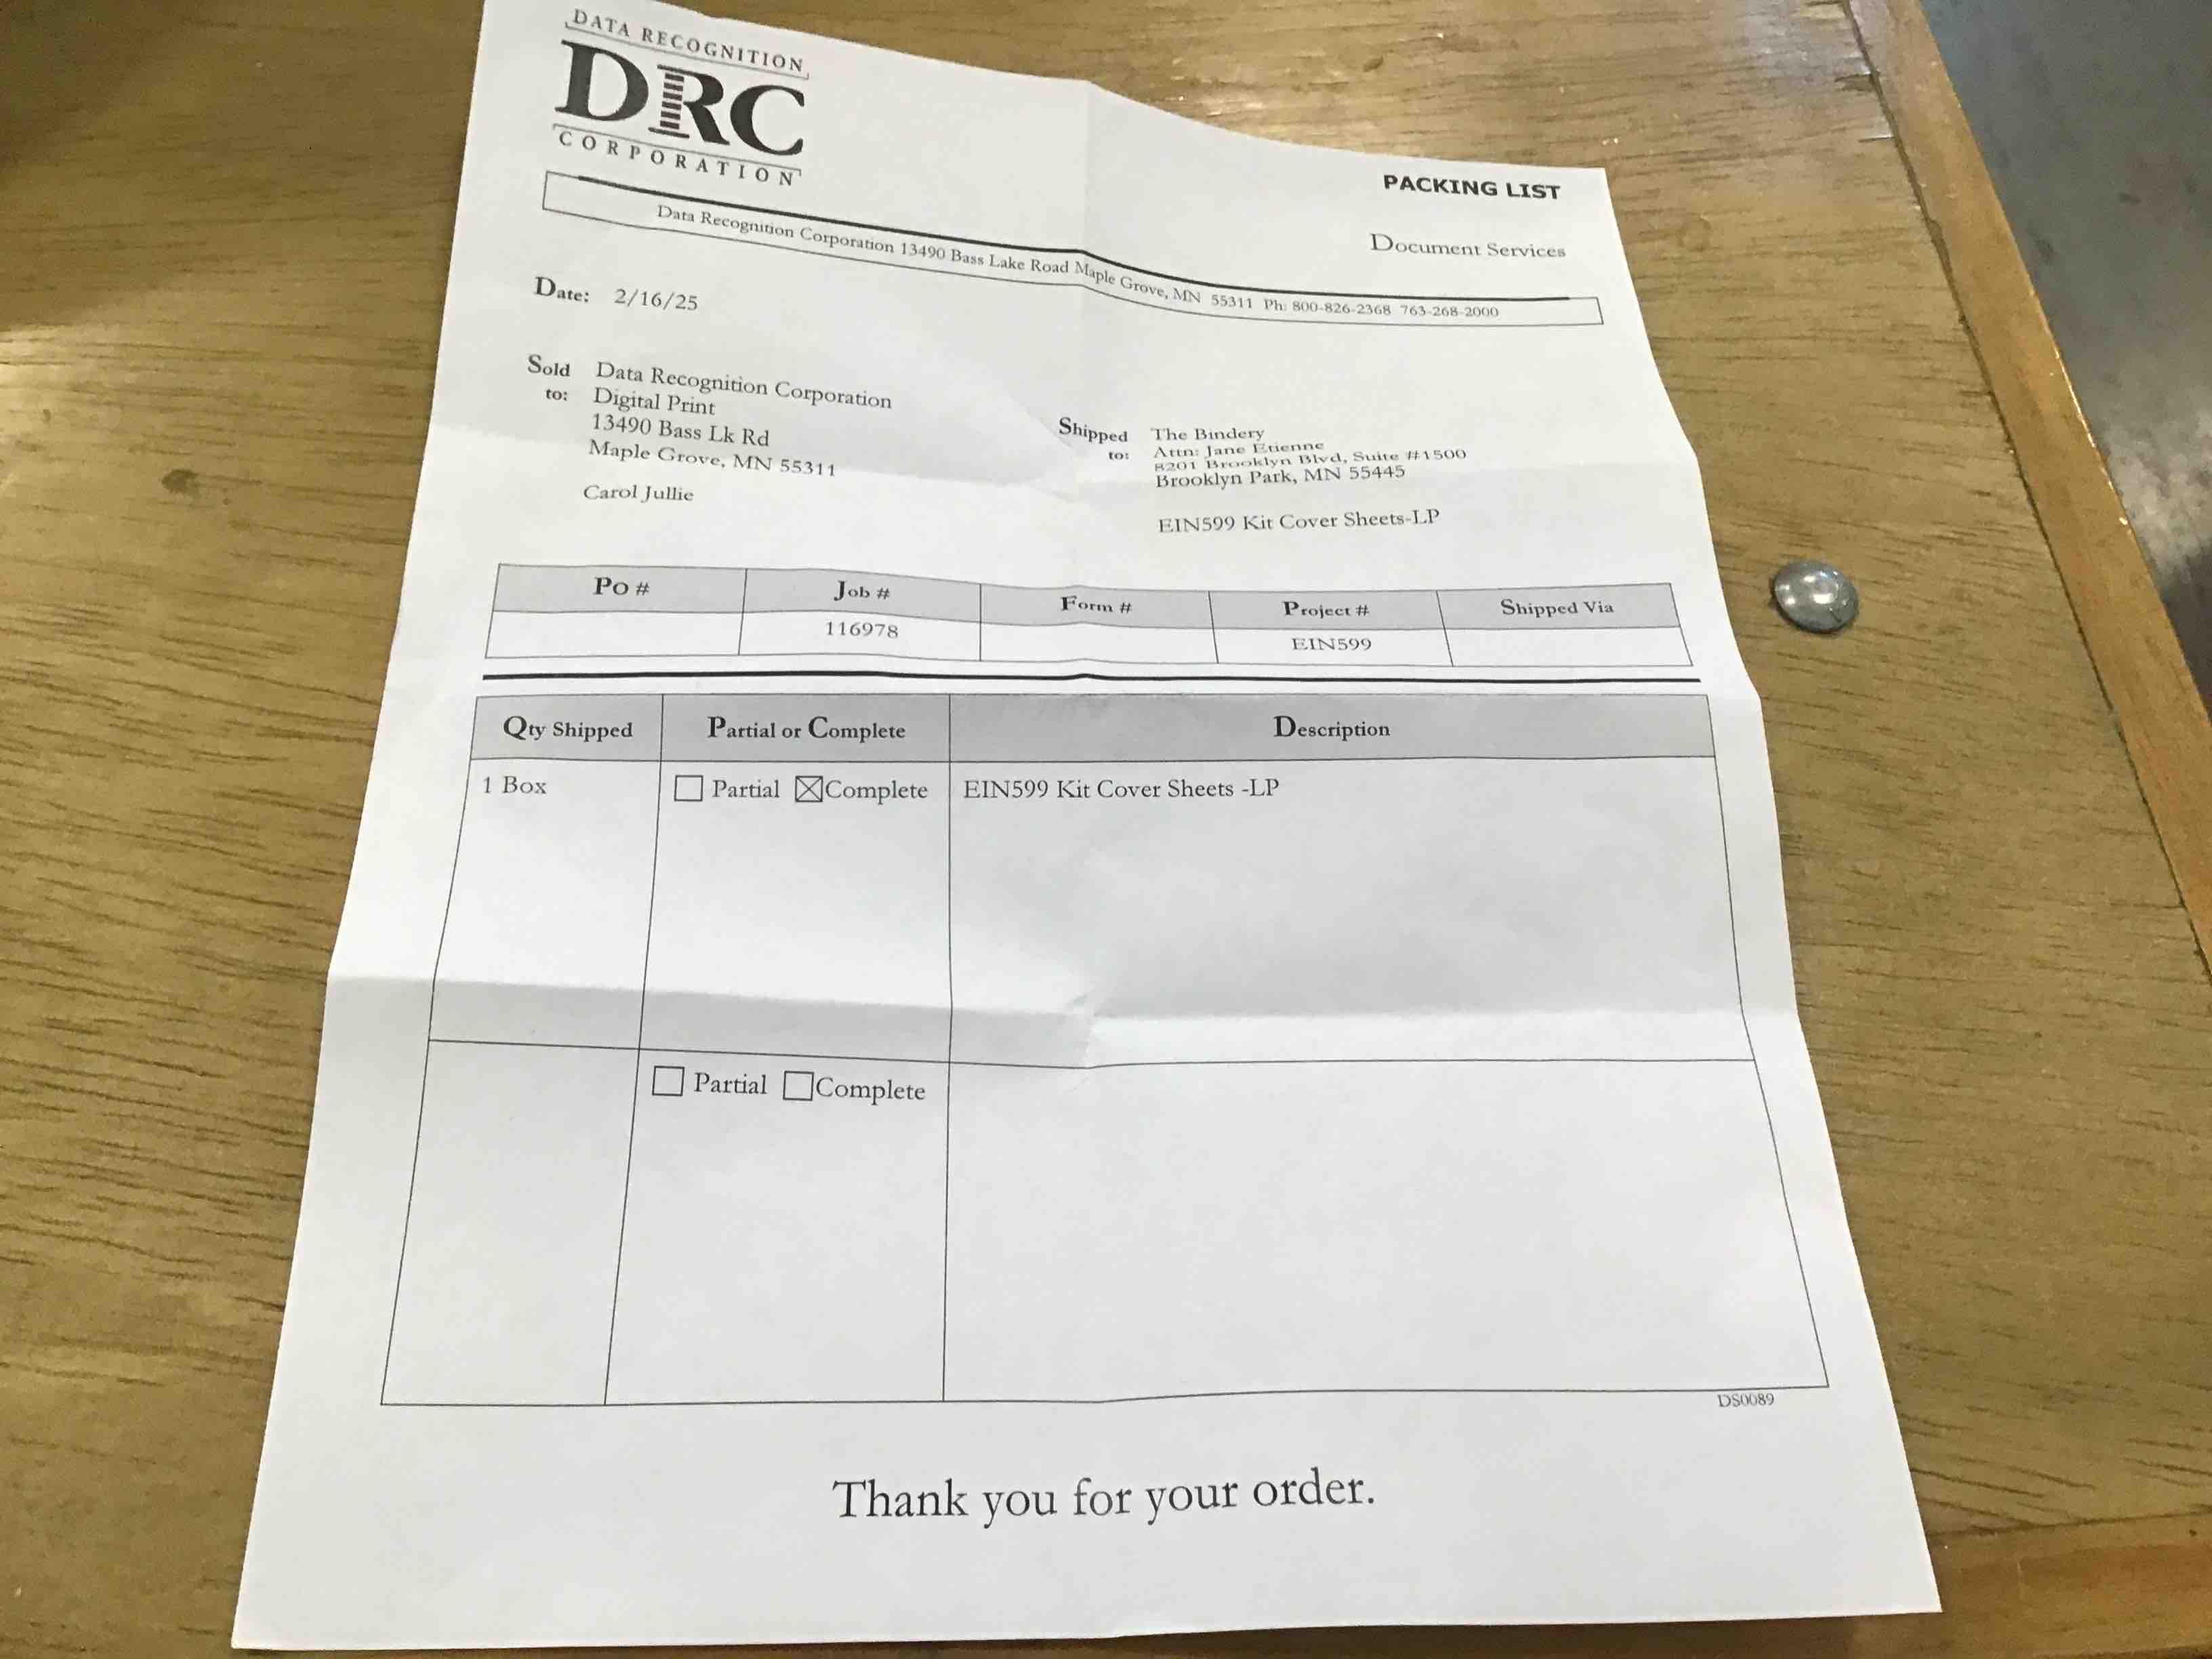 DATA RECOGNITION
DRC
CORPORATION
PACKING LIST
Document Services
Data Recognition Corporation 13490 Bass Lake Road Maple Grove, MN 55311 Ph: 800-826-2368 763-268-2000
Date: 2/16/25
Sold to: Data Recognition Corporation
Digital Print
13490 Bass Lk Rd
Maple Grove, MN 55311
Carol Jullie
Shipped to: The Bindery
Attn: Jane Etienne
8201 Brooklyn Blvd, Suite #1500
Brooklyn Park, MN 55445
EIN599 Kit Cover Sheets-LP
Po # Job # Form # Project # Shipped Via
116978 EIN599
Qty Shipped Partial or Complete Description
1 Box Partial Complete EIN599 Kit Cover Sheets -LP
Partial Complete
DS0089
Thank you for your order.